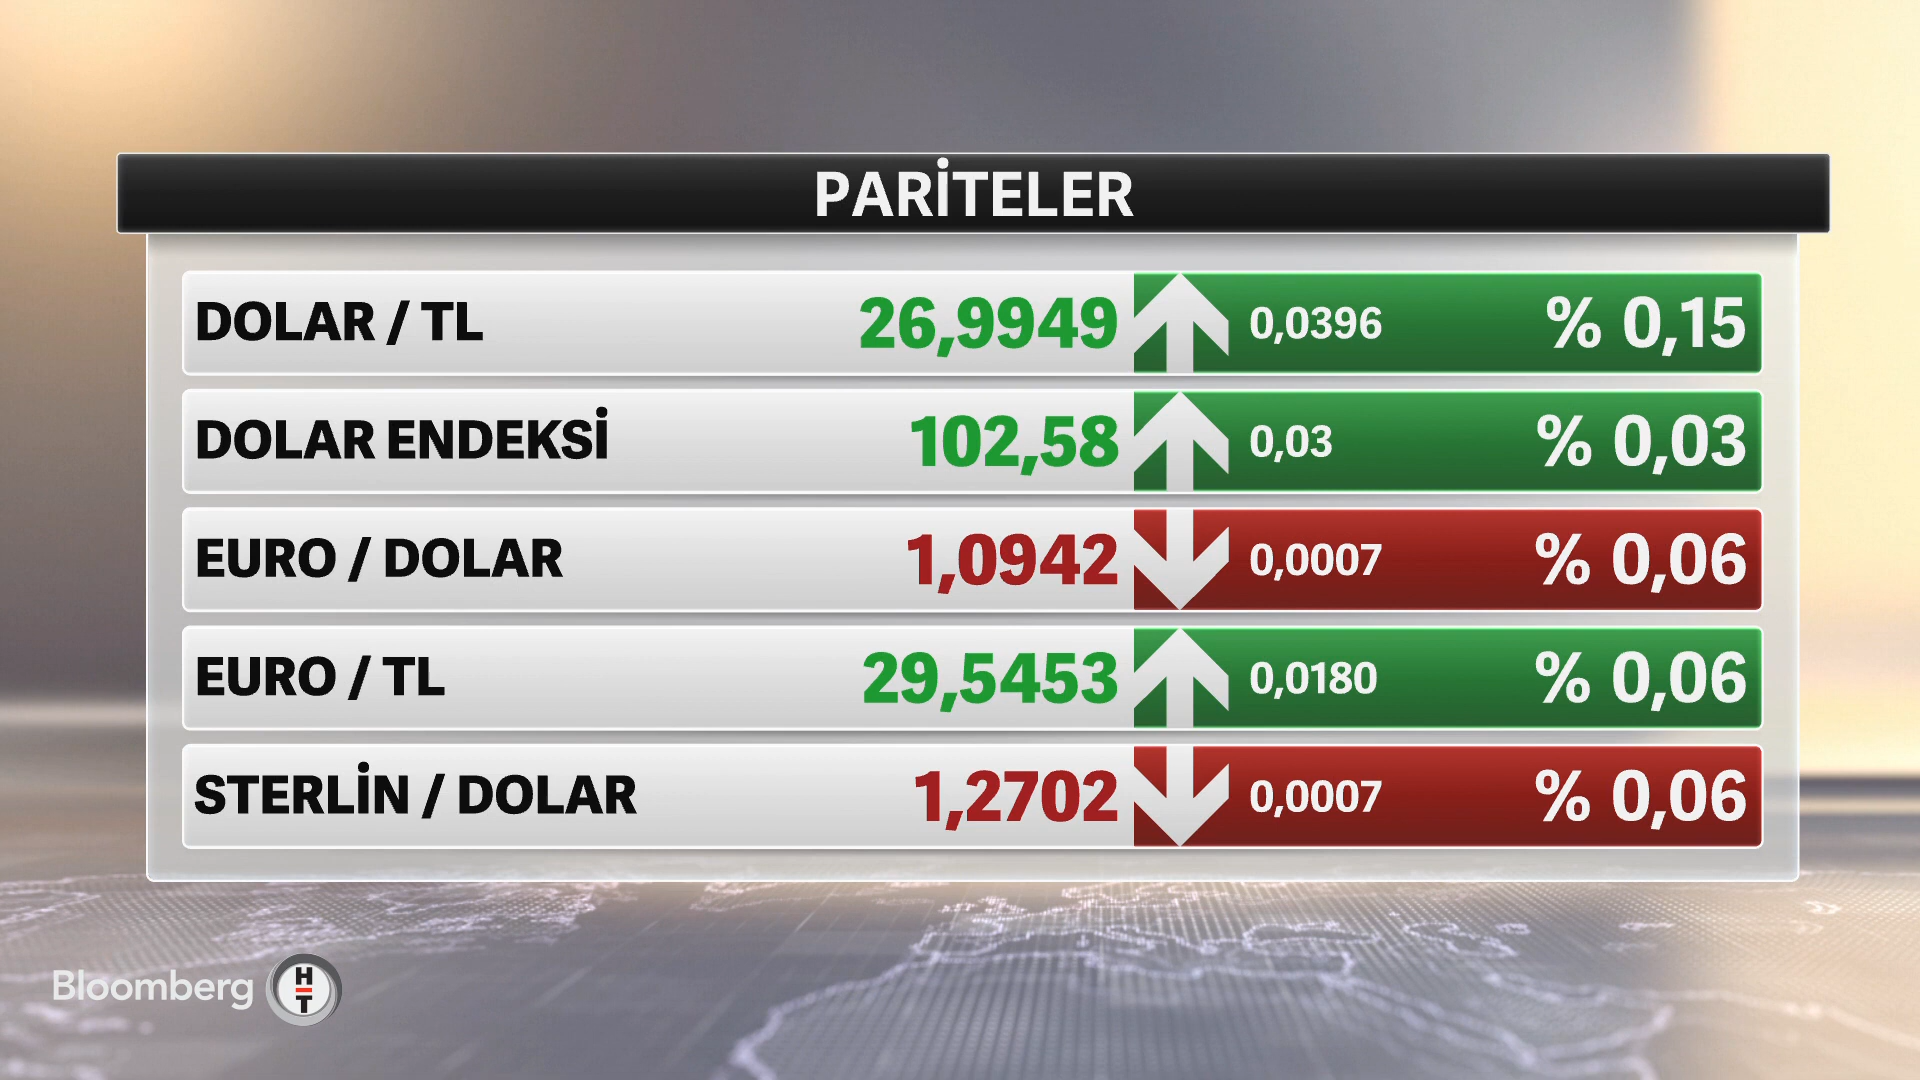 PARİTELER
DOLAR / TL 26,9949 0,0396 % 0,15
DOLAR ENDEKSİ 102,58 0,03 % 0,03
EURO / DOLAR 1,0942 0,0007 % 0,06
EURO / TL 29,5453 0,0180 % 0,06
STERLİN / DOLAR 1,2702 0,0007 % 0,06
Bloomberg HT